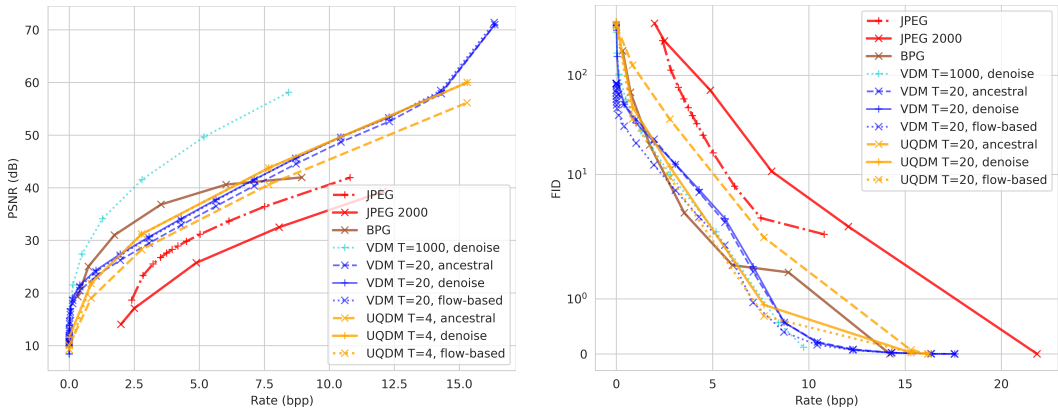 PSNR (dB)
70
60
50
40
30
20
10
0.0 2.5 5.0 7.5 10.0 12.5 15.0
Rate (bpp)
JPEG
JPEG 2000
BPG
VDM T=1000, denoise
VDM T=20, ancestral
VDM T=20, denoise
VDM T=20, flow-based
UQDM T=4, ancestral
UQDM T=4, denoise
UQDM T=4, flow-based
FID
10²
10¹
10⁰
0
0 5 10 15 20
Rate (bpp)
JPEG
JPEG 2000
BPG
VDM T=1000, denoise
VDM T=20, ancestral
VDM T=20, denoise
VDM T=20, flow-based
UQDM T=20, ancestral
UQDM T=20, denoise
UQDM T=20, flow-based